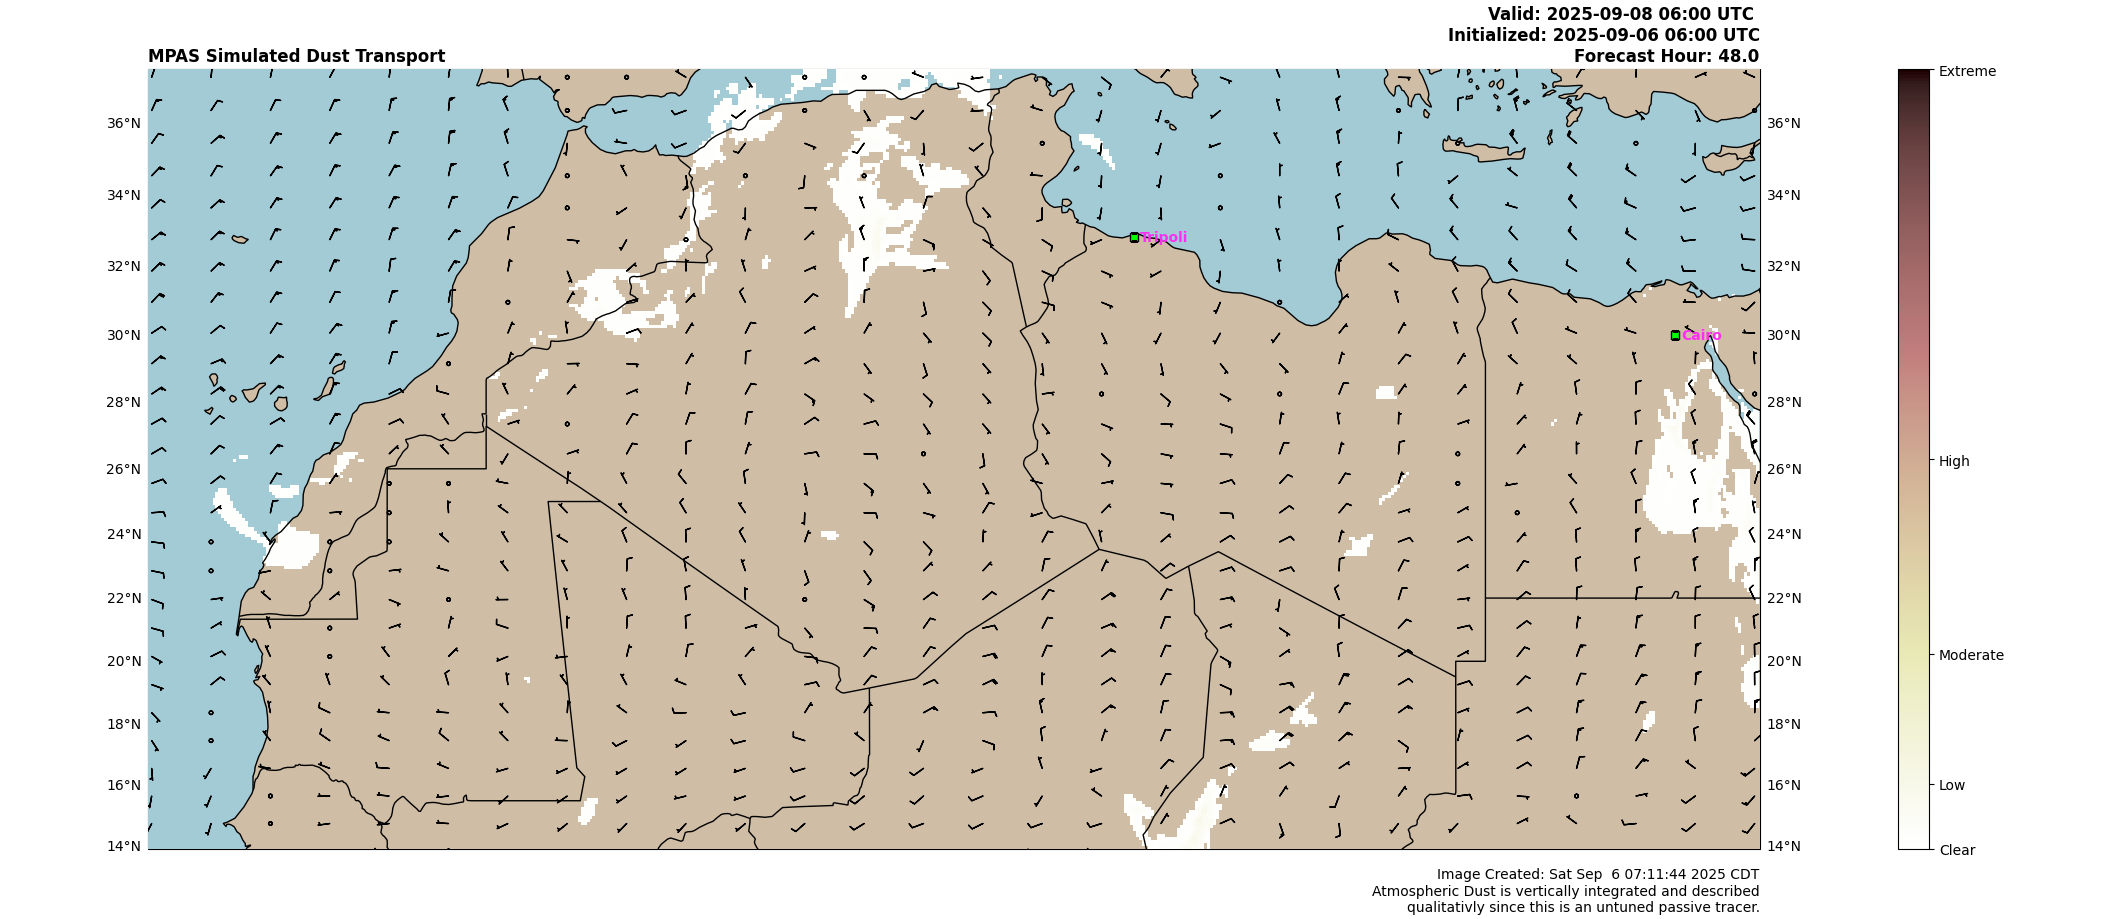 Valid: 2025-09-08 06:00 UTC
Initialized: 2025-09-06 06:00 UTC
MPAS Simulated Dust Transport
Forecast Hour: 48.0
Extreme
36°N
36°N
34°N
34°N
Tripoli
32°N
32°N
30°N
Cairo
30°N
28°N
28°N
26°N
26°N
High
24°N
24°N
22°N
22°N
20°N
20°N
Moderate
18°N
18°N
16°N
16°N
Low
14°N
14°N
Clear
Image Created: Sat Sep  6 07:11:44 2025 CDT
Atmospheric Dust is vertically integrated and described
qualitativly since this is an untuned passive tracer.